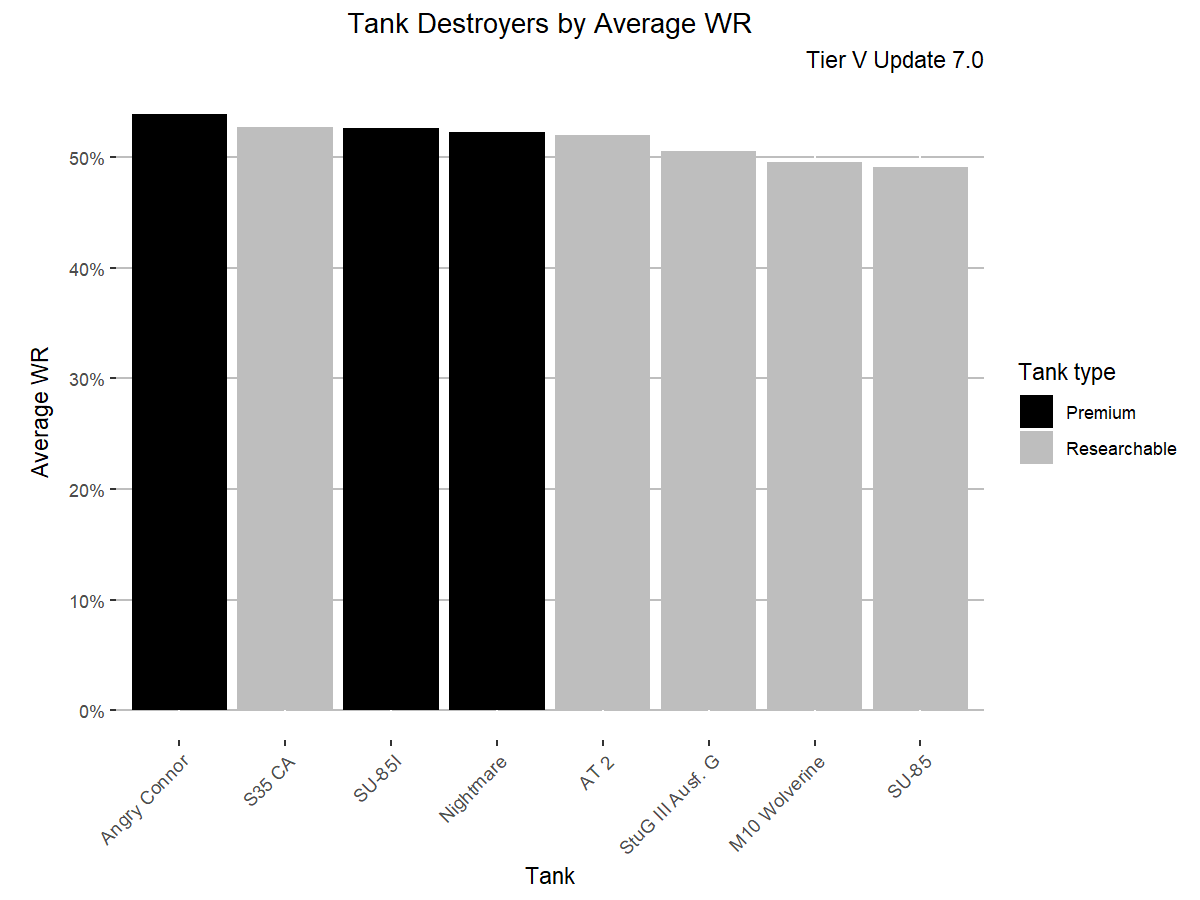 Tank Destroyers by Average WR
Tier V Update 7.0
Average WR
50%
40%
30%
20%
10%
0%
Angry Connor
S35 CA
SU-85I
Nightmare
AT 2
StuG III Ausf. G
M10 Wolverine
SU-85
Tank
Tank type
Premium
Researchable